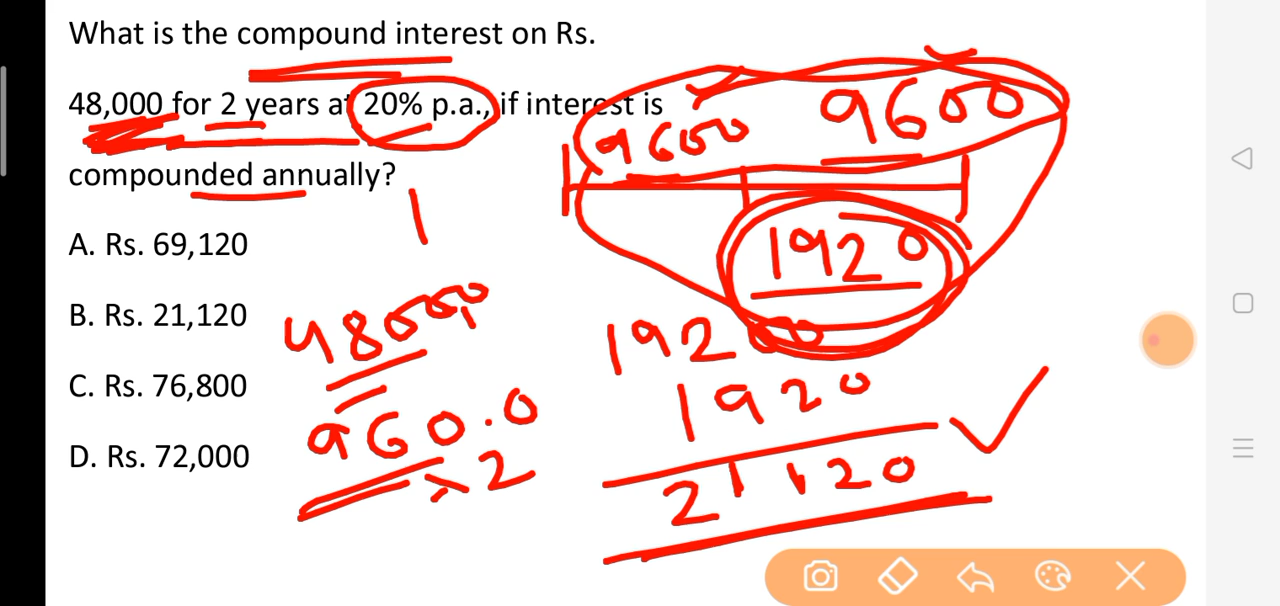 What is the compound interest on Rs.
48,000 for 2 years at 20% p.a., if interest is
compounded annually?
A. Rs. 69,120
B. Rs. 21,120
C. Rs. 76,800
D. Rs. 72,000
9600 9600
1920
48000
960.0
×2
19200
1920
21120